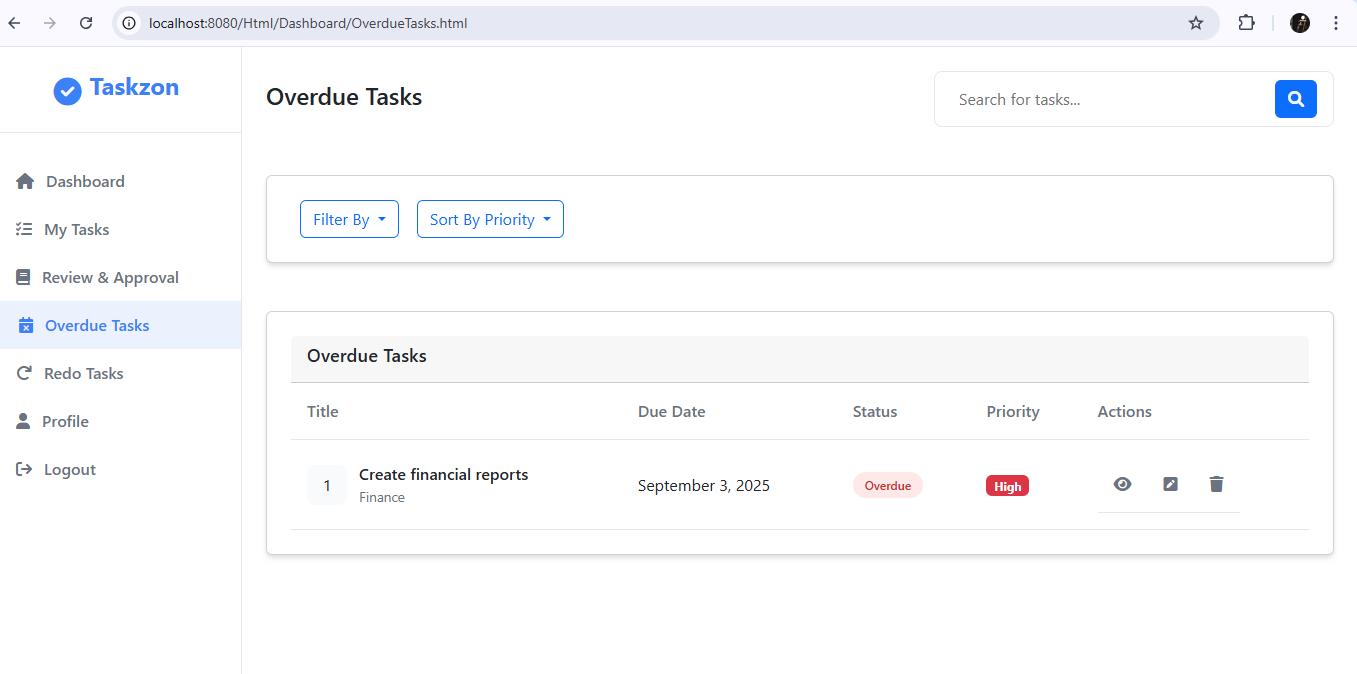 localhost:8080/Html/Dashboard/OverdueTasks.html
Taskzon
Overdue Tasks
Search for tasks...
Dashboard
My Tasks
Review & Approval
Overdue Tasks
Redo Tasks
Profile
Logout
Filter By
Sort By Priority
Overdue Tasks
Title Due Date Status Priority Actions
1 Create financial reports September 3, 2025 Overdue High
Finance